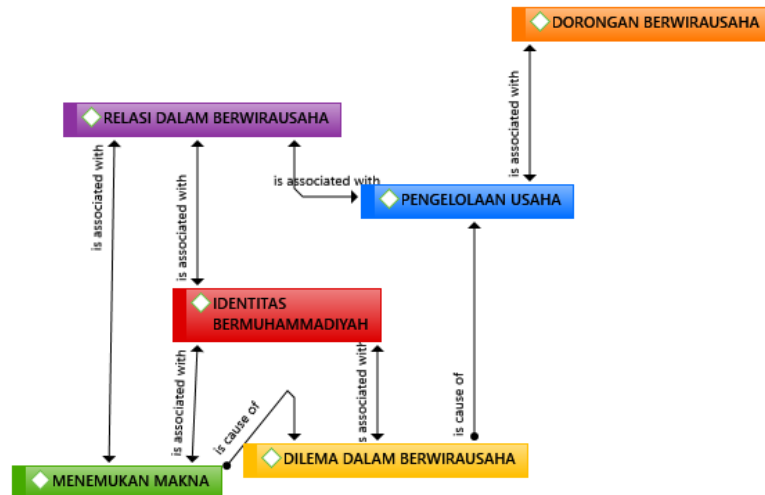 DORONGAN BERWIRAUSAHA
is associated with
RELASI DALAM BERWIRAUSAHA
is associated with
is associated with
is associated with
PENGELOLAAN USAHA
IDENTITAS
BERMUHAMMADIYAH
is associated with
is cause of
is associated with
is cause of
DILEMA DALAM BERWIRAUSAHA
MENEMUKAN MAKNA